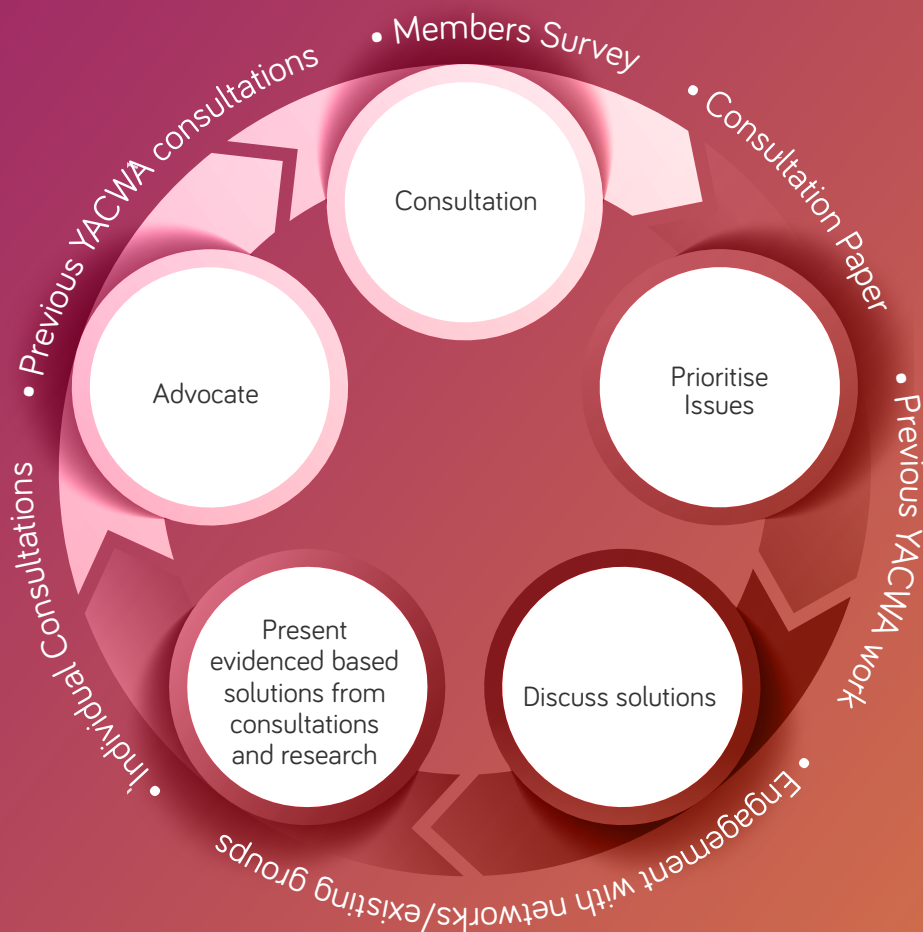 • Members Survey
• Consultation Paper
• Previous YACWA work
• Engagement with networks/existing groups
• Individual Consultations
• Previous YACWA consultations
Consultation
Prioritise
Issues
Discuss solutions
Present
evidenced based
solutions from
consultations
and research
Advocate